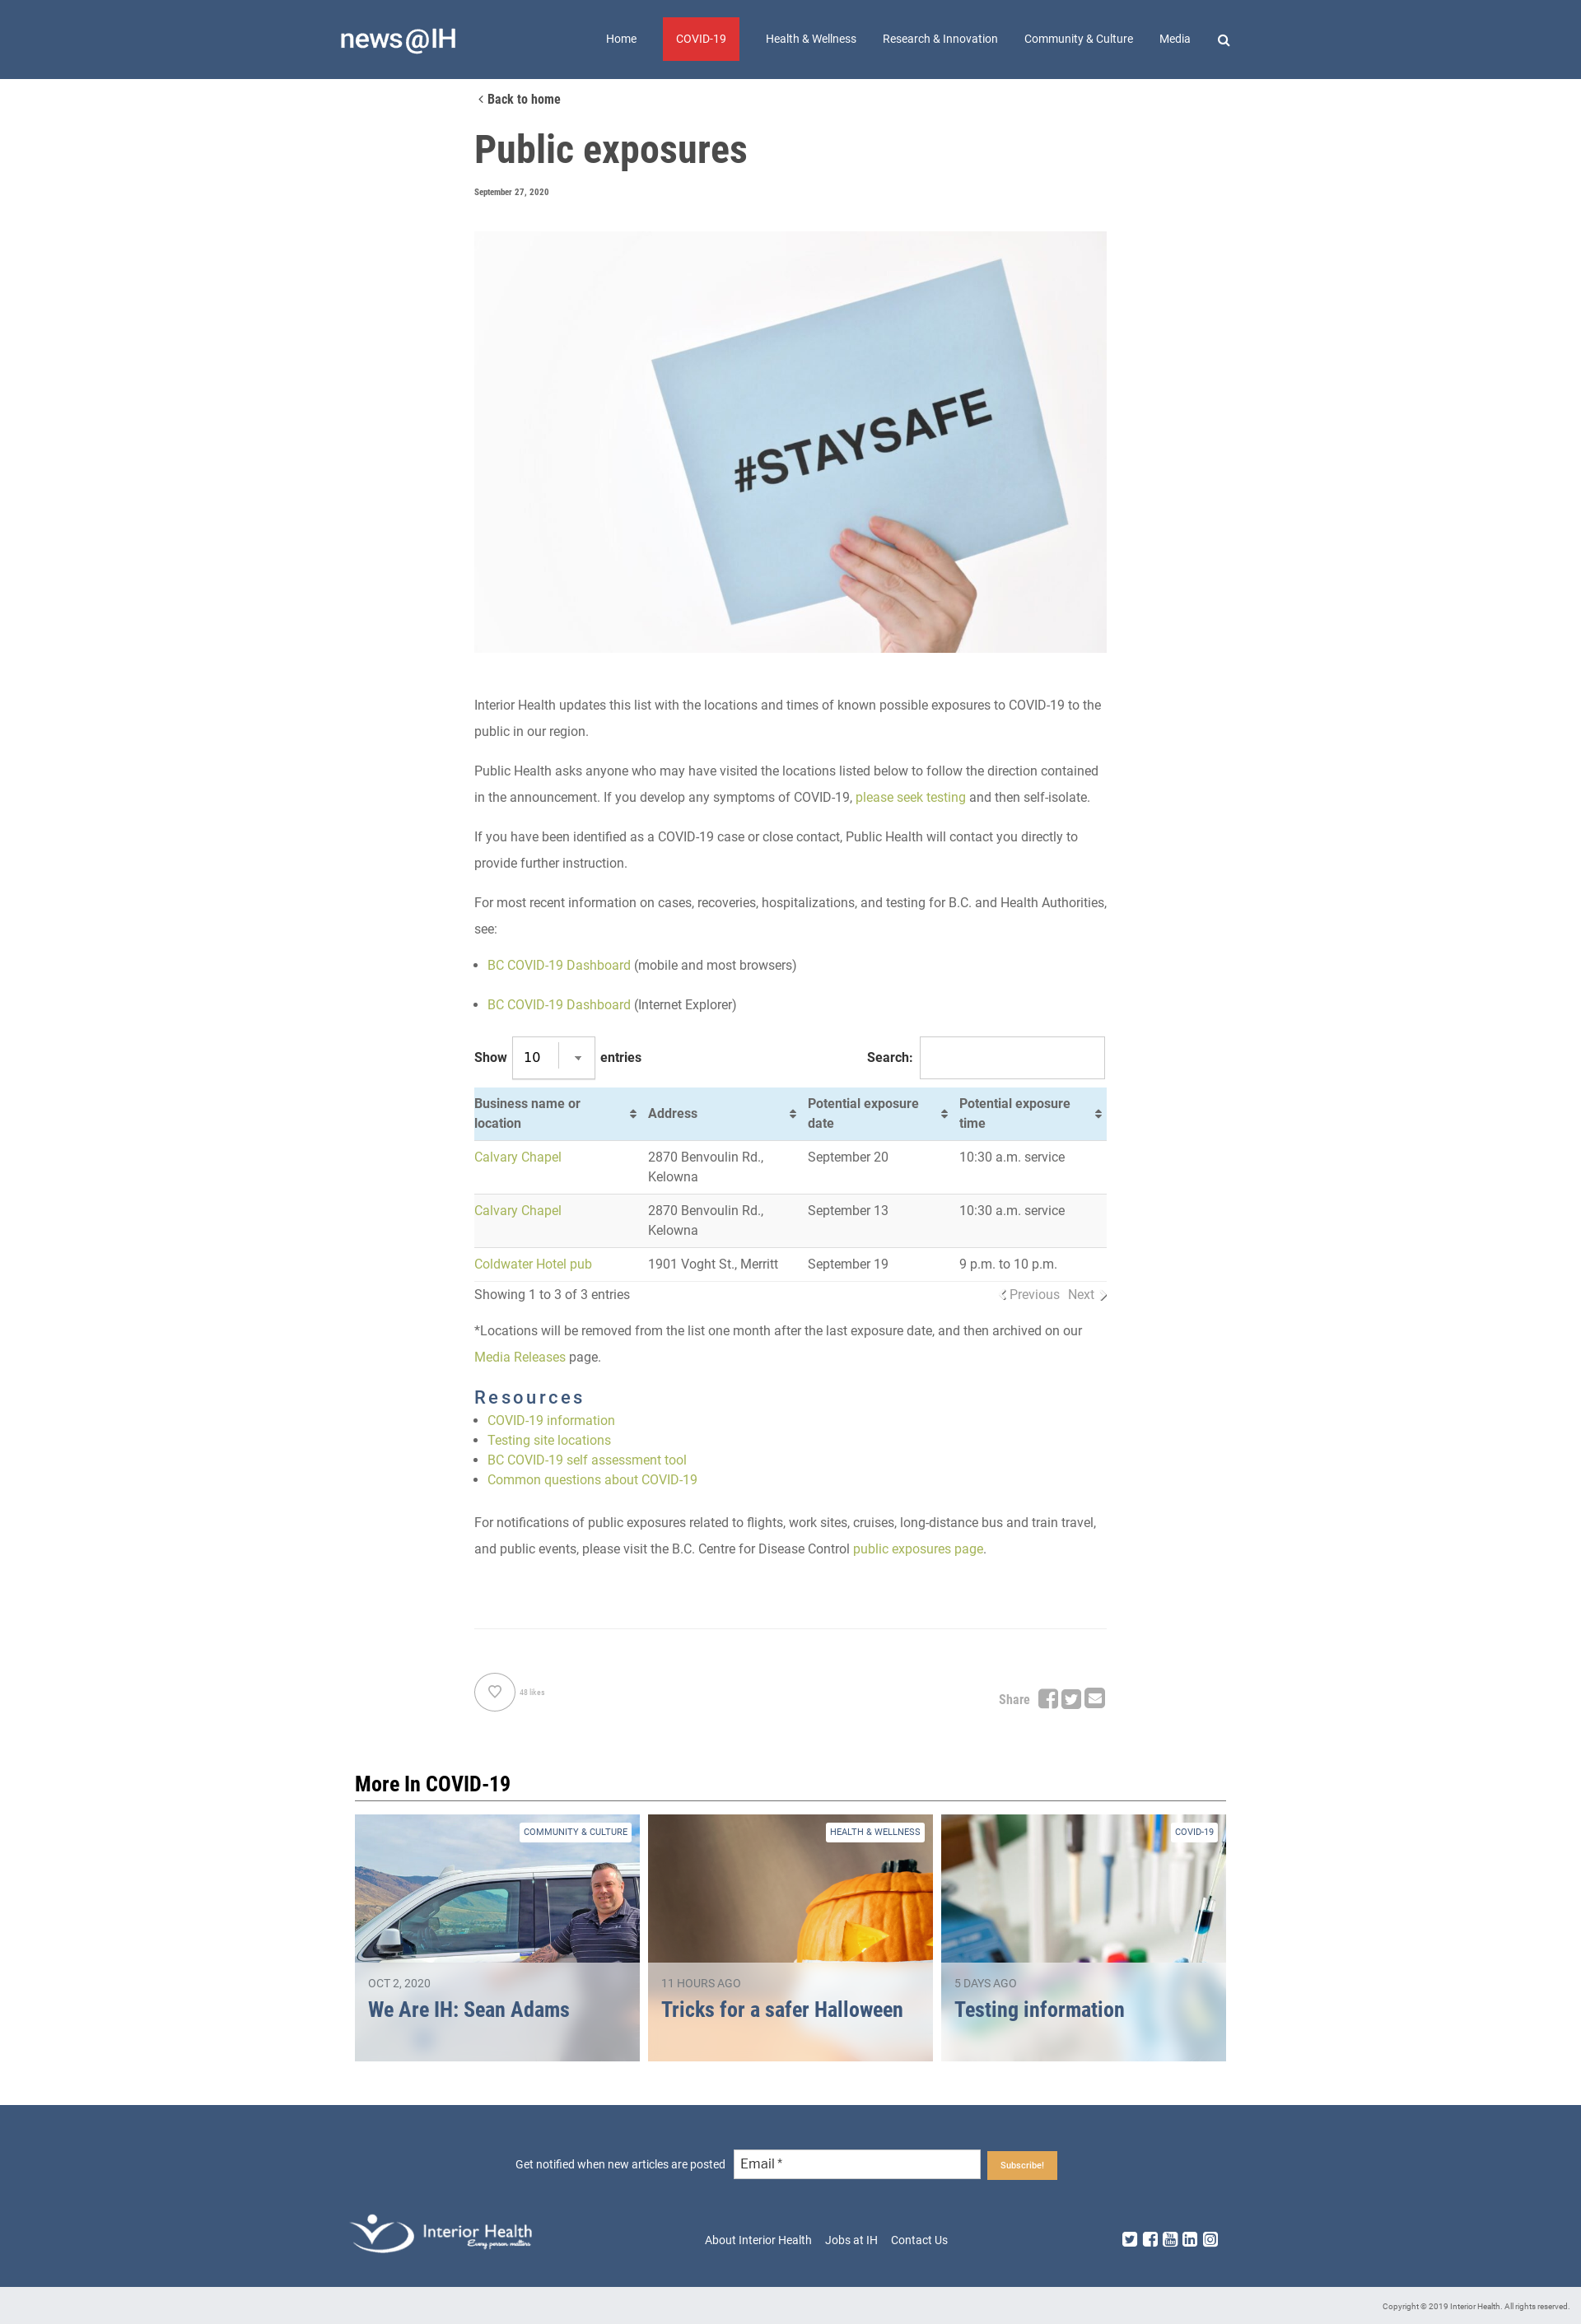 news@IH
Home COVID-19 Health & Wellness Research & Innovation Community & Culture Media
Back to home
Public exposures
September 27, 2020
#STAYSAFE
Interior Health updates this list with the locations and times of known possible exposures to COVID-19 to the
public in our region.
Public Health asks anyone who may have visited the locations listed below to follow the direction contained
in the announcement. If you develop any symptoms of COVID-19, please seek testing and then self-isolate.
If you have been identified as a COVID-19 case or close contact, Public Health will contact you directly to
provide further instruction.
For most recent information on cases, recoveries, hospitalizations, and testing for B.C. and Health Authorities,
see:
• BC COVID-19 Dashboard (mobile and most browsers)
• BC COVID-19 Dashboard (Internet Explorer)
Show 10 entries Search:
Business name or location Address Potential exposure date Potential exposure time
Calvary Chapel 2870 Benvoulin Rd., Kelowna September 20 10:30 a.m. service
Calvary Chapel 2870 Benvoulin Rd., Kelowna September 13 10:30 a.m. service
Coldwater Hotel pub 1901 Voght St., Merritt September 19 9 p.m. to 10 p.m.
Showing 1 to 3 of 3 entries Previous Next
*Locations will be removed from the list one month after the last exposure date, and then archived on our
Media Releases page.
Resources
• COVID-19 information
• Testing site locations
• BC COVID-19 self assessment tool
• Common questions about COVID-19
For notifications of public exposures related to flights, work sites, cruises, long-distance bus and train travel,
and public events, please visit the B.C. Centre for Disease Control public exposures page.
48 likes Share
More In COVID-19
COMMUNITY & CULTURE HEALTH & WELLNESS COVID-19
OCT 2, 2020 11 HOURS AGO 5 DAYS AGO
We Are IH: Sean Adams Tricks for a safer Halloween Testing information
Get notified when new articles are posted Email * Subscribe!
Interior Health
Every person matters
About Interior Health Jobs at IH Contact Us
Copyright © 2019 Interior Health. All rights reserved.